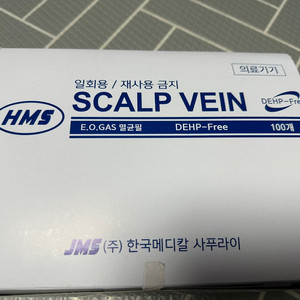 의료기기
일회용 / 재사용 금지
HMS
SCALP VEIN
DEHP-Free
E.O.GAS 멸균필 DEHP-Free 100개
JMS (주) 한국메디칼 사푸라이